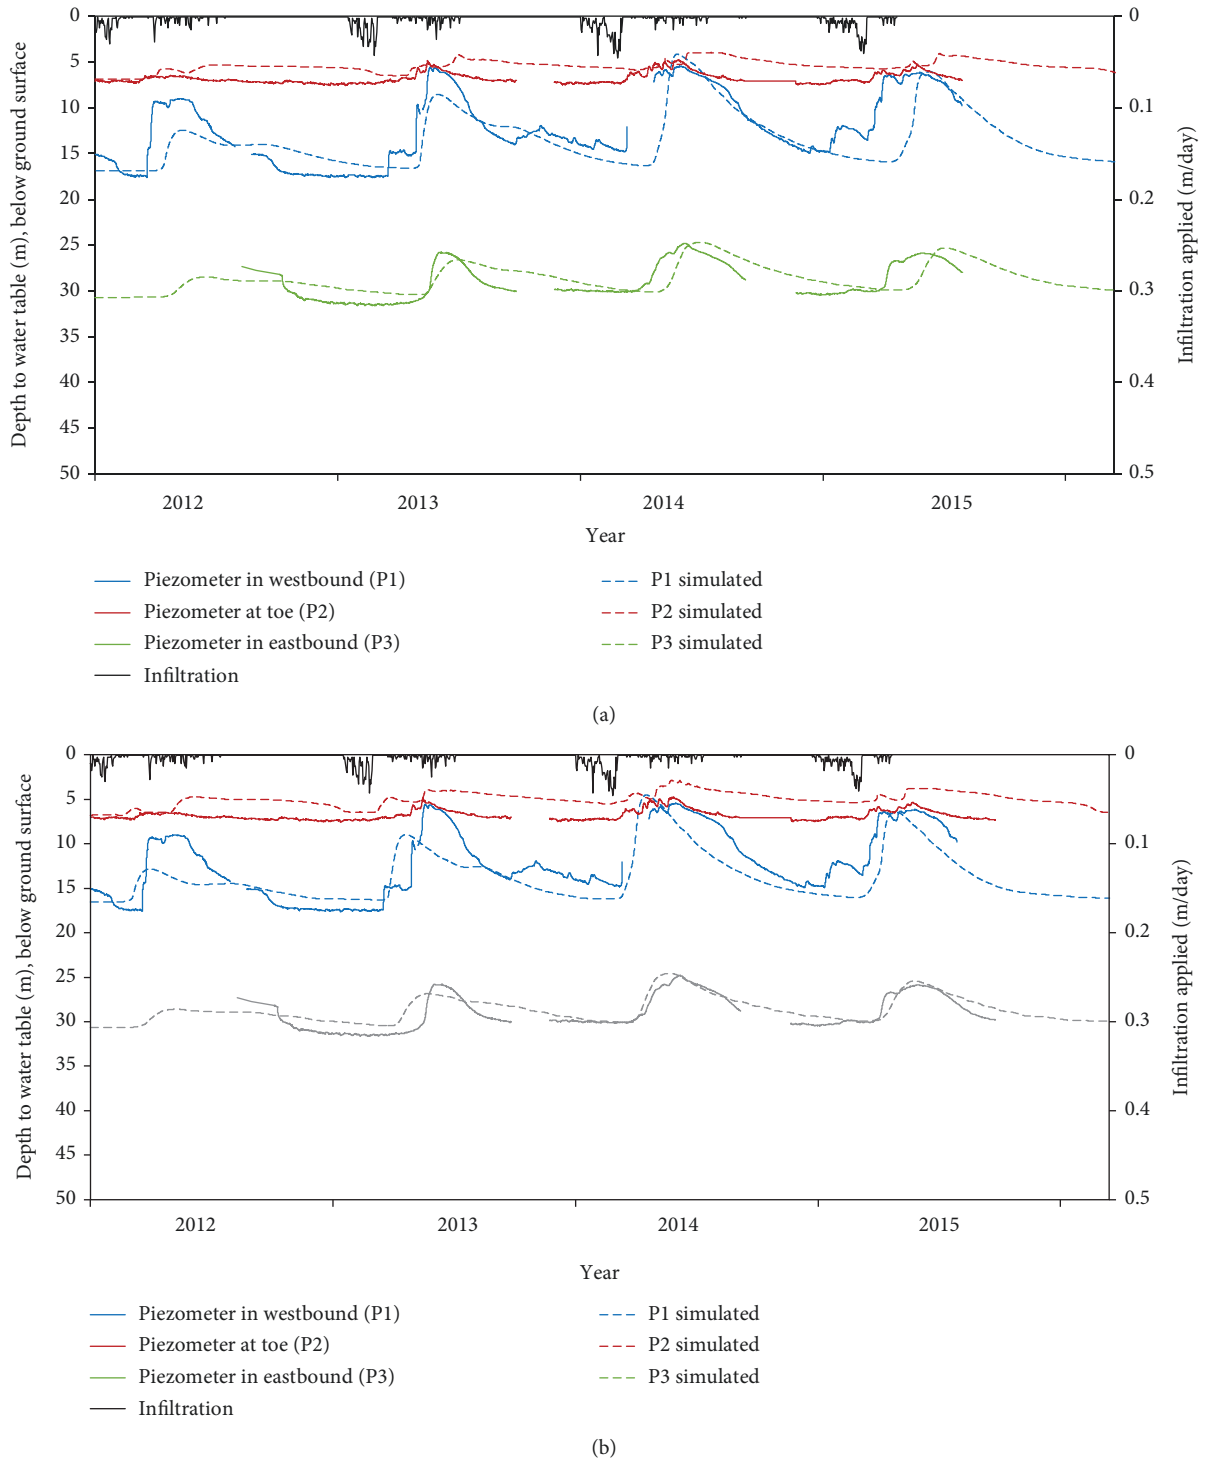 0
5
10
15
20
25
30
35
40
45
50
Depth to water table (m), below ground surface
0
0.1
0.2
0.3
0.4
0.5
Infiltration applied (m/day)
2012 2013 2014 2015
Year
Piezometer in westbound (P1)
Piezometer at toe (P2)
Piezometer in eastbound (P3)
Infiltration
P1 simulated
P2 simulated
P3 simulated
(a)
0
5
10
15
20
25
30
35
40
45
50
Depth to water table (m), below ground surface
0
0.1
0.2
0.3
0.4
0.5
Infiltration applied (m/day)
2012 2013 2014 2015
Year
Piezometer in westbound (P1)
Piezometer at toe (P2)
Piezometer in eastbound (P3)
Infiltration
P1 simulated
P2 simulated
P3 simulated
(b)